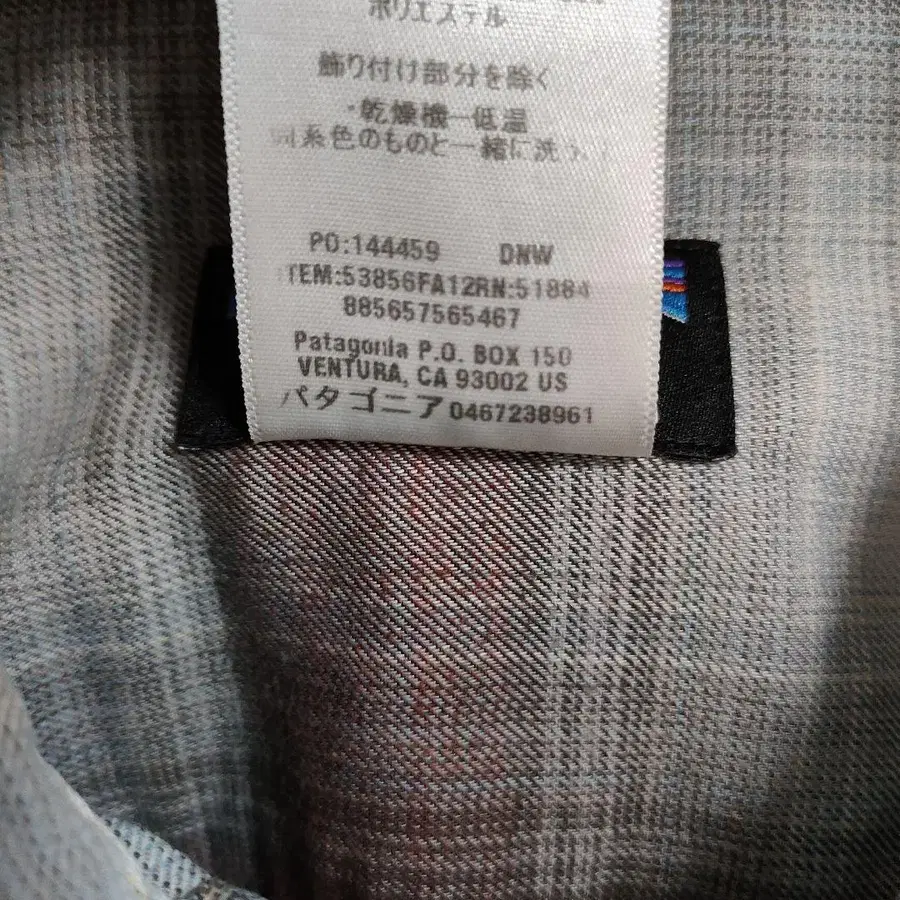 ポリエステル
飾り付け部分を除く
・乾燥機一低温
系色のものと一緒に洗う
PO:144459 DNW
ITEM:53856FA12RN:51884
885657565467
Patagonia P.O. BOX 150
VENTURA, CA 93002 US
パタゴニア 0467238961